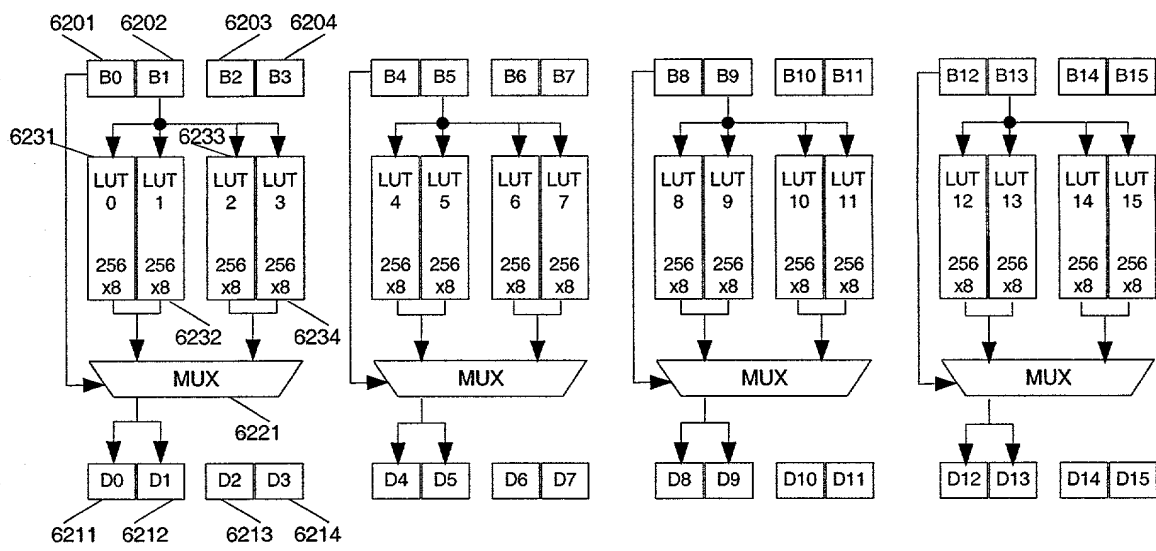 6201 6202 6203 6204
B0 B1 B2 B3 B4 B5 B6 B7 B8 B9 B10 B11 B12 B13 B14 B15
6231 6233
LUT LUT LUT LUT LUT LUT LUT LUT LUT LUT LUT LUT LUT LUT LUT LUT
0 1 2 3 4 5 6 7 8 9 10 11 12 13 14 15
256 256 256 256 256 256 256 256 256 256 256 256 256 256 256 256
x8 x8 x8 x8 x8 x8 x8 x8 x8 x8 x8 x8 x8 x8 x8 x8
6232 6234
MUX MUX MUX MUX
6221
D0 D1 D2 D3 D4 D5 D6 D7 D8 D9 D10 D11 D12 D13 D14 D15
6211 6212 6213 6214